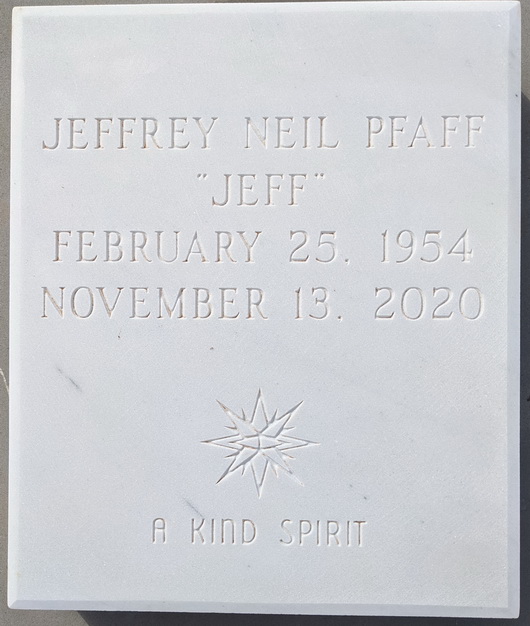 JEFFREY NEIL PFAFF
"JEFF"
FEBRUARY 25, 1954
NOVEMBER 13, 2020
A KIND SPIRIT